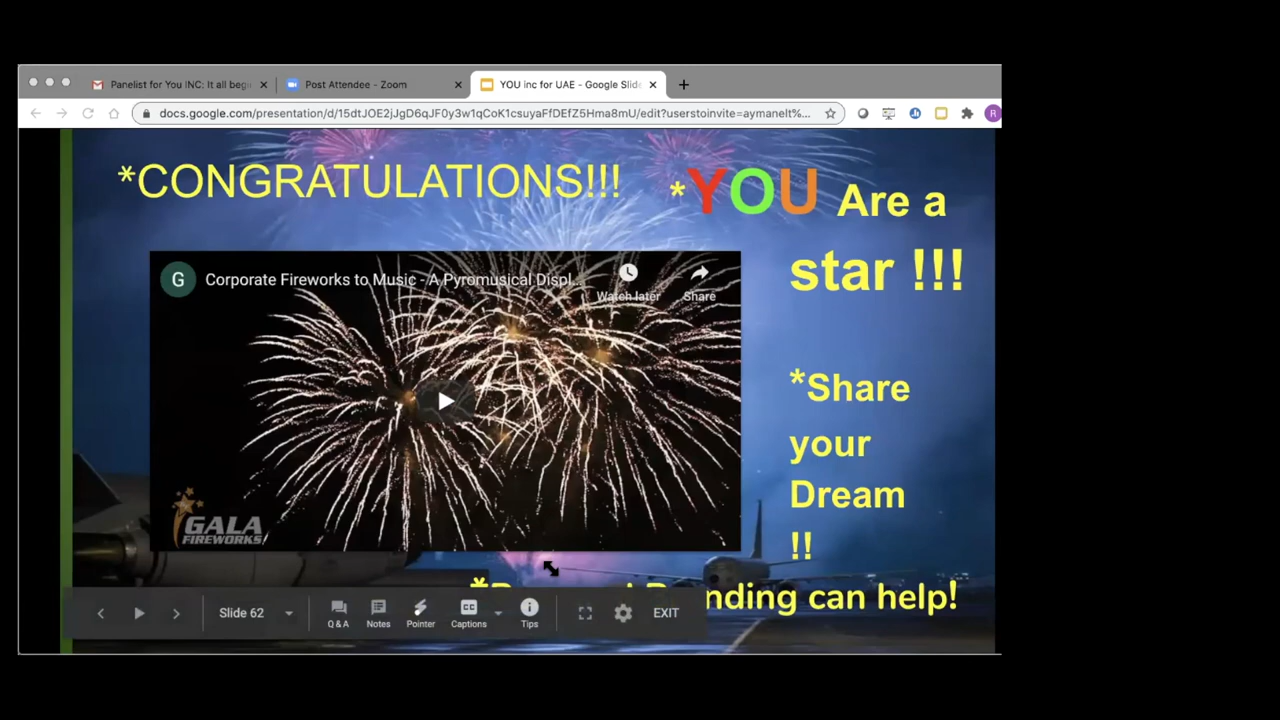 Panelist for You INC: It all begi
Post Attendee - Zoom
YOU inc for UAE - Google Slid
docs.google.com/presentation/d/15dtJOE2jJgD6qJF0y3w1qCoK1csuyaFfDEfZ5Hma8mU/edit?userstoinvite=aymanelt%...
R
*CONGRATULATIONS!!!
*YOU Are a
star !!!
G
Corporate Fireworks to Music - A Pyromusical Displ...
Watch later
Share
*Share
your
Dream
!!
GALA
FIREWORKS
nding can help!
Slide 62
Q & A
Notes
Pointer
CC
Captions
Tips
EXIT